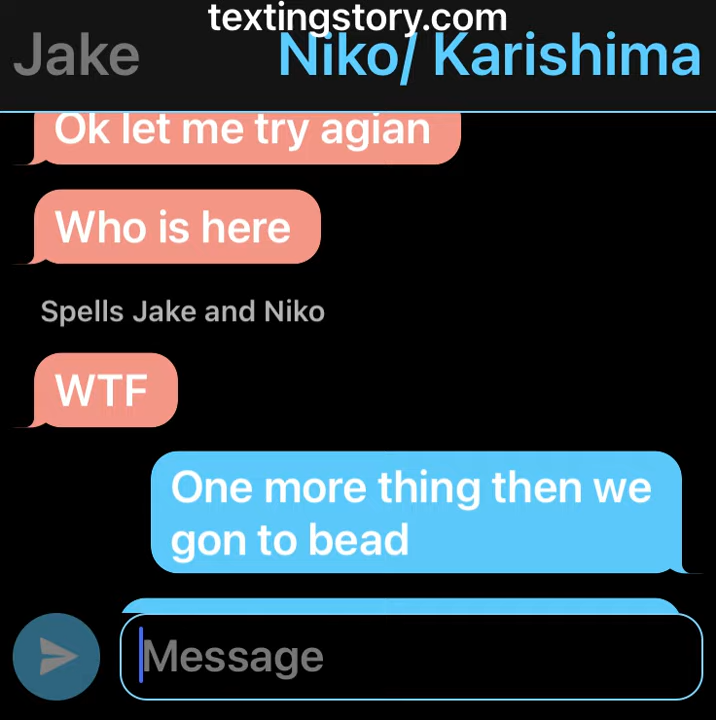 textingstory.com
Jake Niko/ Karishima
Ok let me try agian
Who is here
Spells Jake and Niko
WTF
One more thing then we
gon to bead
Message